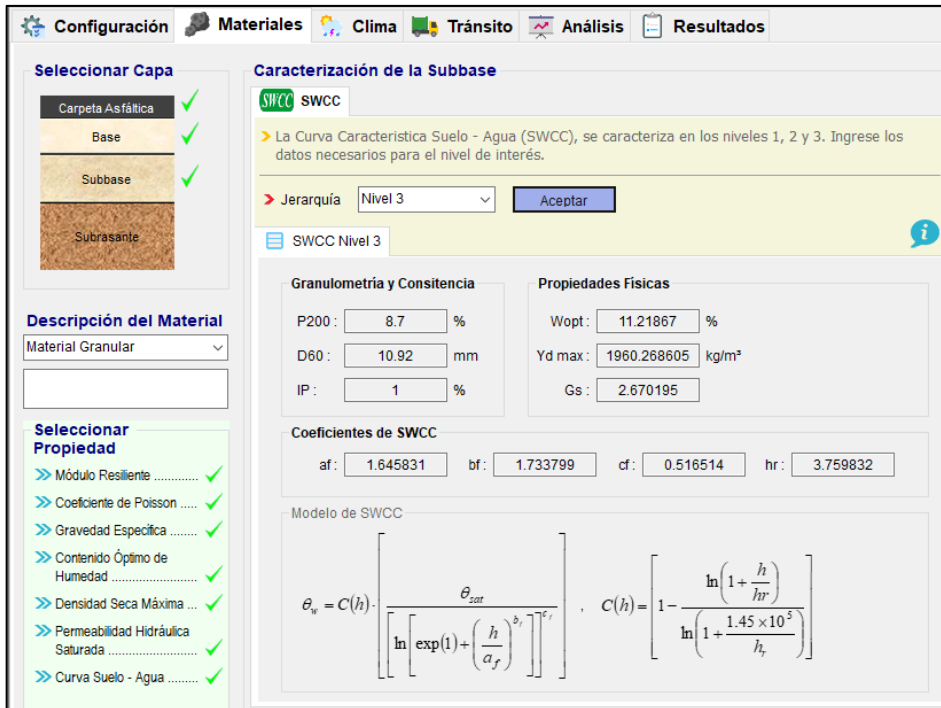 Configuración Materiales Clima Tránsito Análisis Resultados
Seleccionar Capa
Carpeta Asfáltica
Base
Subbase
Subrasante
Descripción del Material
Material Granular
Seleccionar
Propiedad
Módulo Resiliente ............
Coeficiente de Poisson .....
Gravedad Especifica ........
Contenido Óptimo de
Humedad .....................
Densidad Seca Máxima ...
Permeabilidad Hidráulica
Saturada .....................
Curva Suelo - Agua .........
Caracterización de la Subbase
SWCC SWCC
La Curva Caracteristica Suelo - Agua (SWCC), se caracteriza en los niveles 1, 2 y 3. Ingrese los
datos necesarios para el nivel de interés.
Jerarquía Nivel 3 Aceptar
i
SWCC Nivel 3
Granulometría y Consitencia
P200 : 8.7 %
D60 : 10.92 mm
IP : 1 %
Propiedades Físicas
Wopt : 11.21867 %
Yd max : 1960.268605 kg/m³
Gs : 2.670195
Coeficientes de SWCC
af : 1.645831 bf : 1.733799 cf : 0.516514 hr : 3.759832
Modelo de SWCC
θw = C(h)·[θsat / [[ln[exp(1)+(h/af)^bf]]^cf]] , C(h) = [1 − ln(1+h/hr) / ln(1+1.45×10^5/hr)]